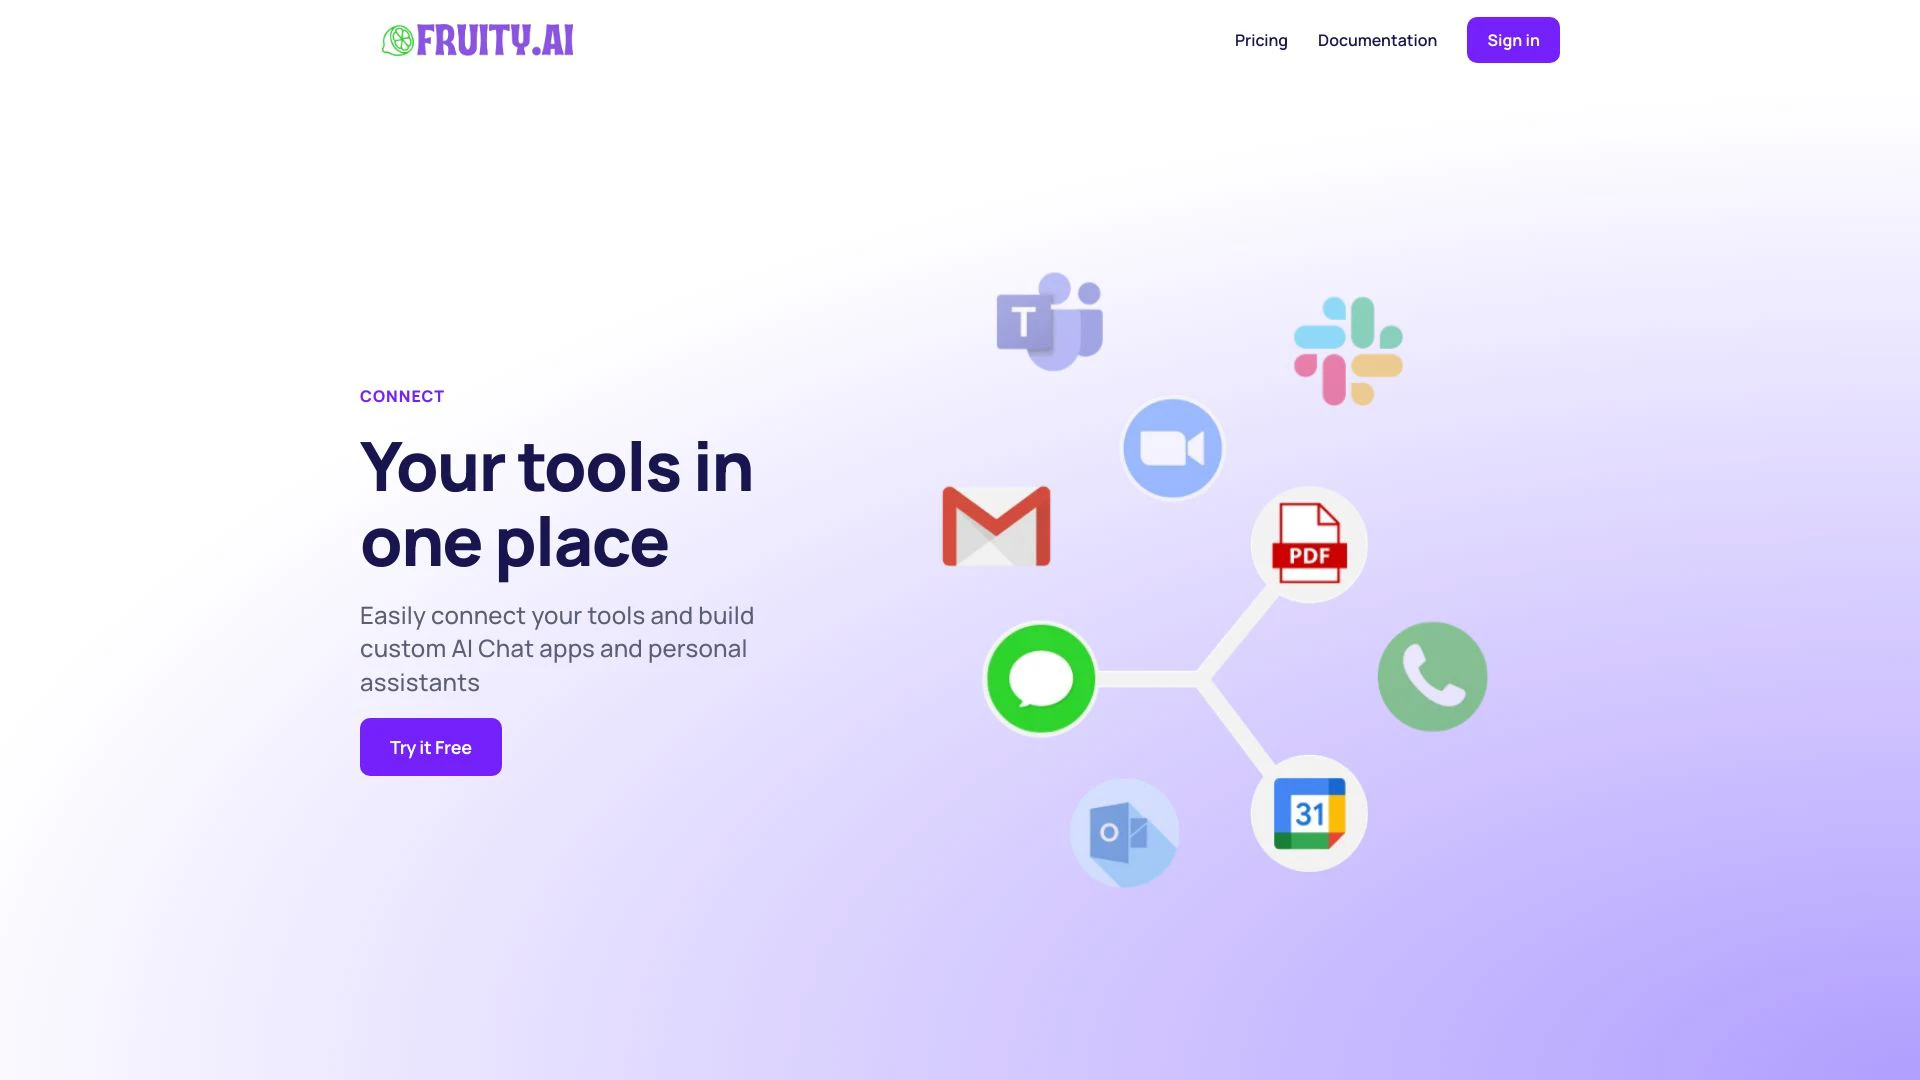 FRUITY.AI
Pricing
Documentation
Sign in
CONNECT
Your tools in
one place
Easily connect your tools and build
custom AI Chat apps and personal
assistants
Try it Free
T
PDF
O
31